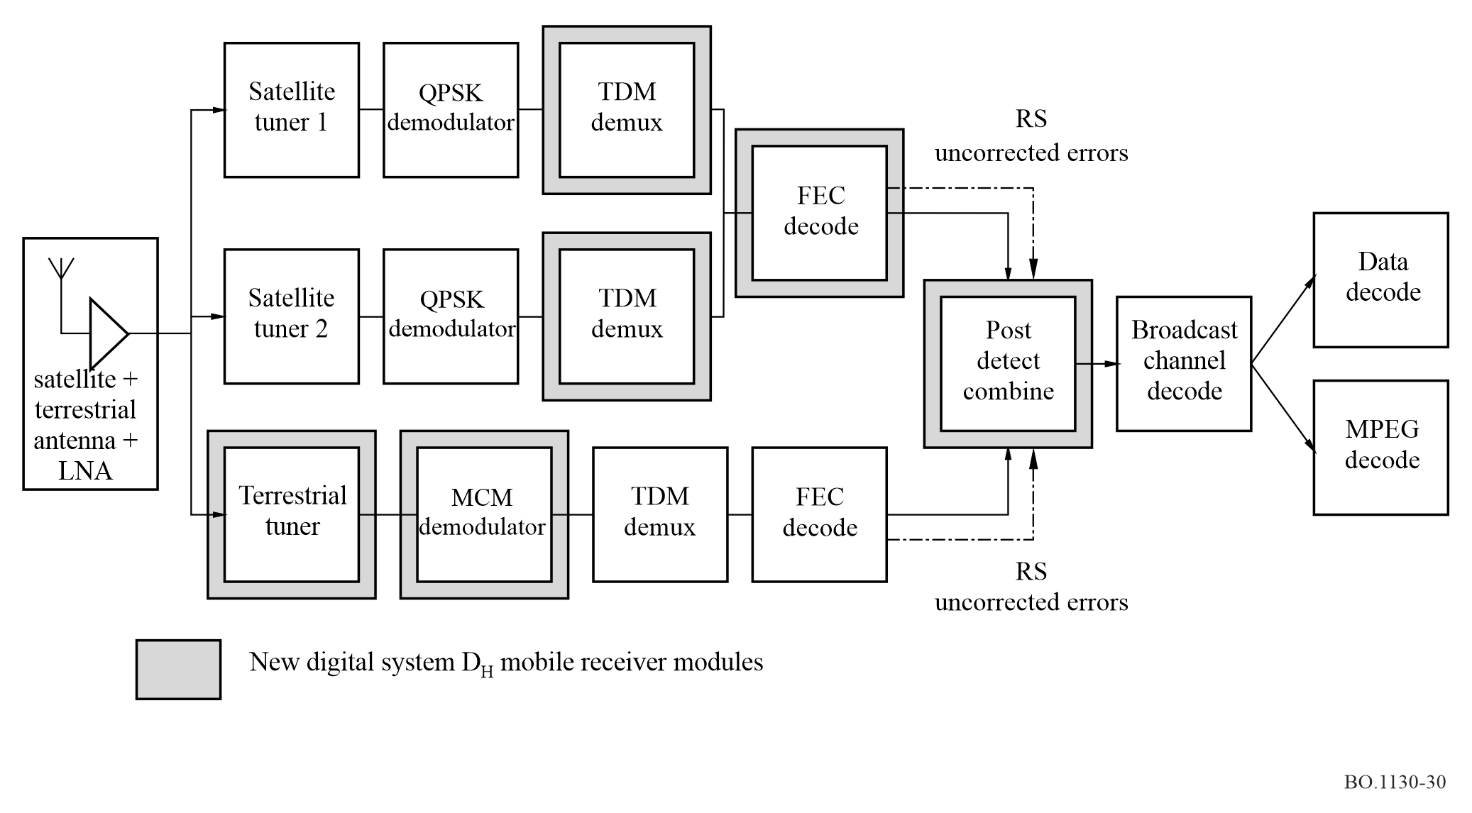 Satellite
tuner 1
QPSK
demodulator
TDM
demux
RS
uncorrected errors
FEC
decode
Satellite
tuner 2
QPSK
demodulator
TDM
demux
Data
decode
satellite +
terrestrial
antenna +
LNA
Post
detect
combine
Broadcast
channel
decode
MPEG
decode
Terrestrial
tuner
MCM
demodulator
TDM
demux
FEC
decode
RS
uncorrected errors
New digital system D_H mobile receiver modules
BO.1130-30